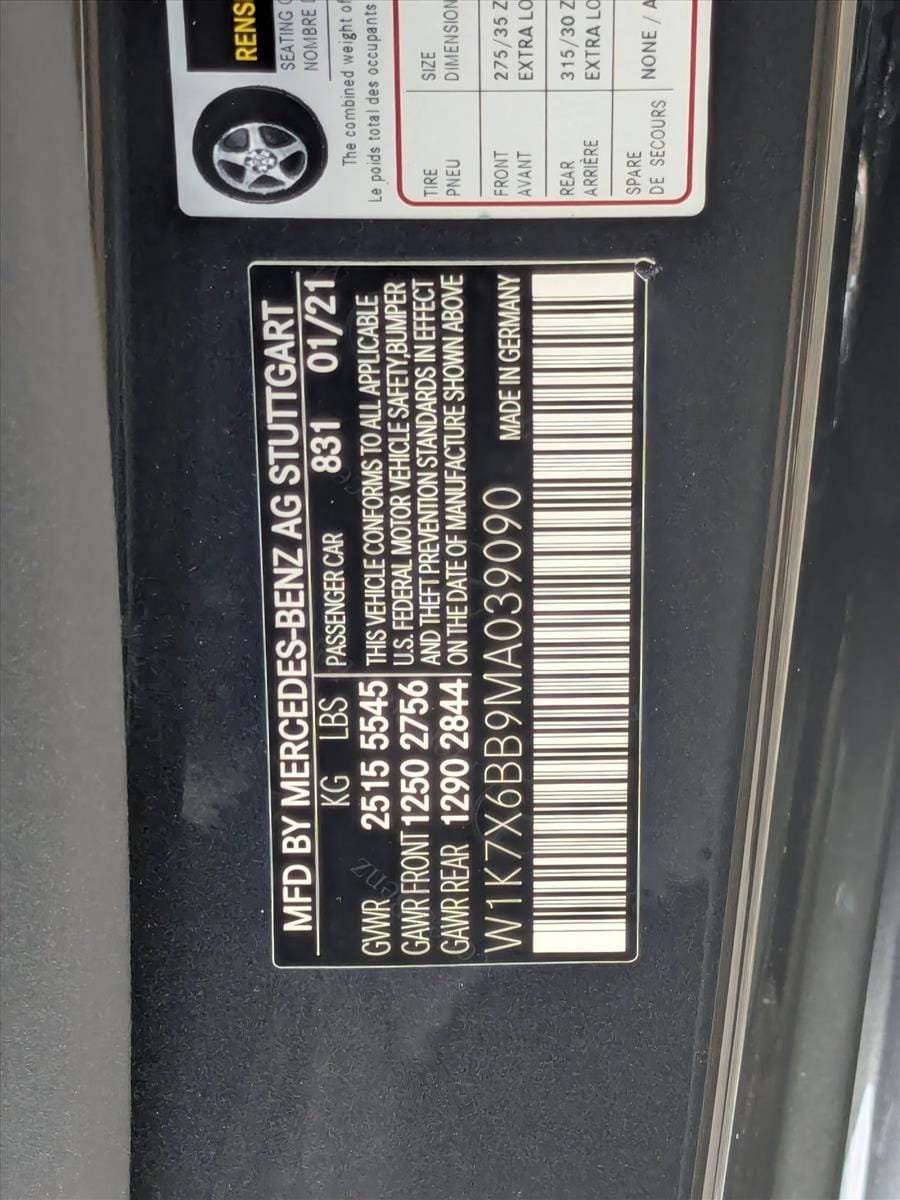 RENS
SEATING C
NOMBRE D
The combined weight of
Le poids total des occupants
TIRE SIZE
PNEU DIMENSION
FRONT 275/35 Z
AVANT EXTRA LO
REAR 315/30 Z
ARRIÈRE EXTRA LO
SPARE NONE / A
DE SECOURS
MFD BY MERCEDES-BENZ AG STUTTGART
KG LBS PASSENGER CAR 831 01/21
GVWR 2515 5545 THIS VEHICLE CONFORMS TO ALL APPLICABLE
GAWR FRONT 1250 2756 U.S. FEDERAL MOTOR VEHICLE SAFETY,BUMPER
AND THEFT PREVENTION STANDARDS IN EFFECT
GAWR REAR 1290 2844 ON THE DATE OF MANUFACTURE SHOWN ABOVE
W1K7X6BB9MA039090 MADE IN GERMANY